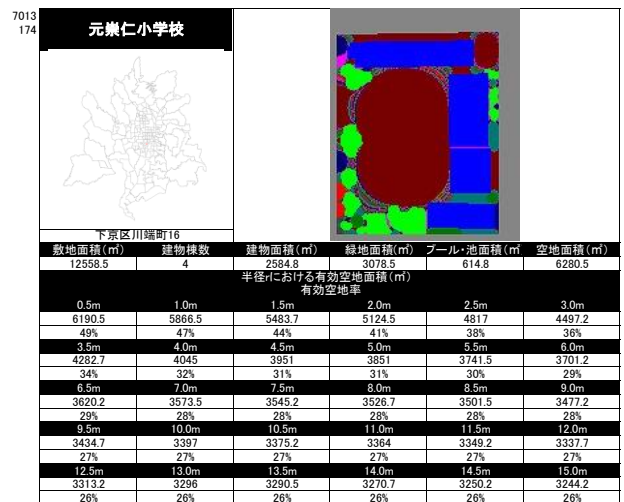 7013
174
元崇仁小学校
下京区川端町16
敷地面積(㎡) 建物棟数 建物面積(㎡) 緑地面積(㎡) プール・池面積(㎡ 空地面積(㎡)
12558.5 4 2584.8 3078.5 614.8 6280.5
半径rにおける有効空地面積(㎡)
有効空地率
0.5m 1.0m 1.5m 2.0m 2.5m 3.0m
6190.5 5866.5 5483.7 5124.5 4817 4497.2
49% 47% 44% 41% 38% 36%
3.5m 4.0m 4.5m 5.0m 5.5m 6.0m
4282.7 4045 3951 3851 3741.5 3701.2
34% 32% 31% 31% 30% 29%
6.5m 7.0m 7.5m 8.0m 8.5m 9.0m
3620.2 3573.5 3545.2 3526.7 3501.5 3477.2
29% 28% 28% 28% 28% 28%
9.5m 10.0m 10.5m 11.0m 11.5m 12.0m
3434.7 3397 3375.2 3364 3349.2 3337.7
27% 27% 27% 27% 27% 27%
12.5m 13.0m 13.5m 14.0m 14.5m 15.0m
3313.2 3296 3290.5 3270.7 3250.2 3244.2
26% 26% 26% 26% 26% 26%